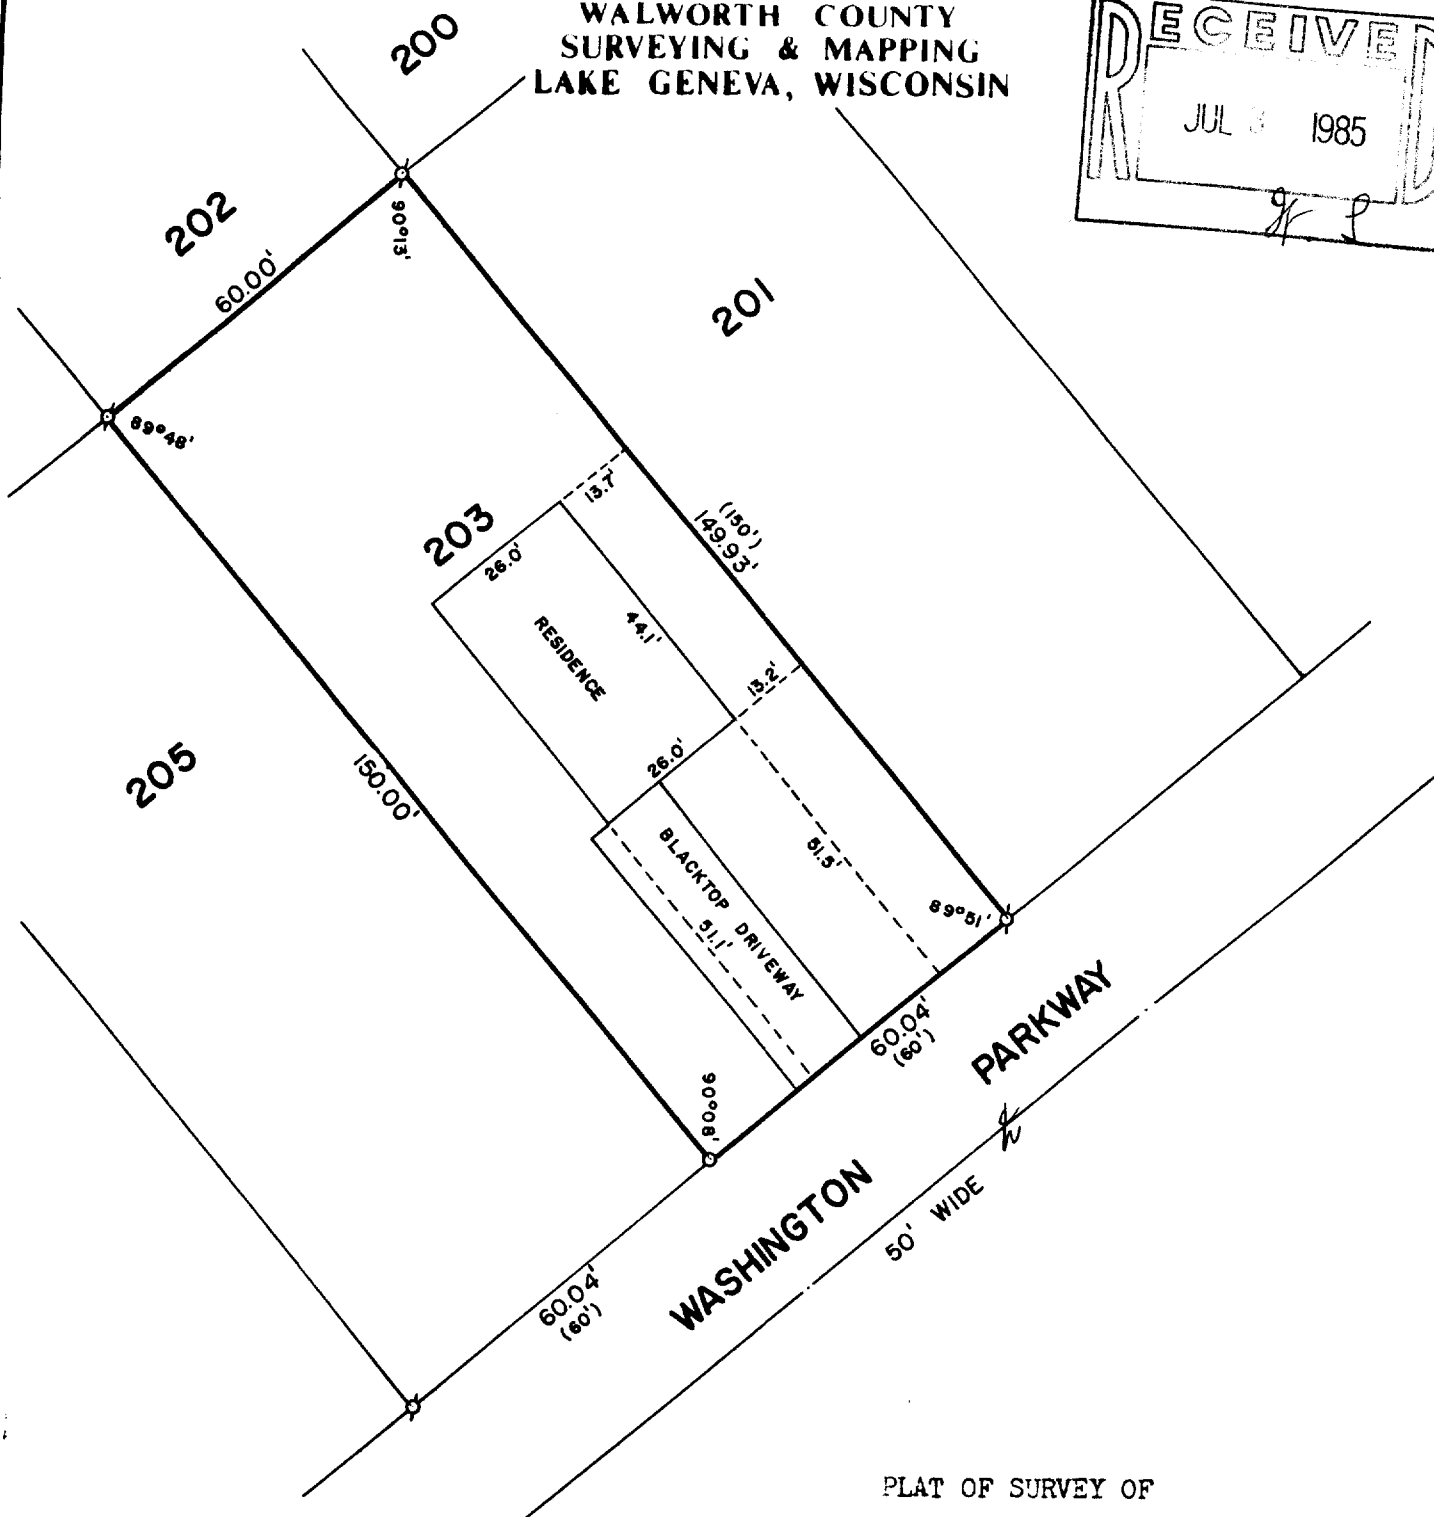 WALWORTH COUNTY
SURVEYING & MAPPING
LAKE GENEVA, WISCONSIN
RECEIVED
JUL 3 1985
200
202
60.00'
90°13'
201
89°48'
13.7'
203
26.0'
(150')
149.93'
44.1'
RESIDENCE
13.2'
26.0'
205
150.00'
BLACKTOP DRIVEWAY
51.5'
51.1'
89°51'
60.04'
(60')
90°08'
WASHINGTON PARKWAY
50' WIDE
60.04'
(60')
PLAT OF SURVEY OF